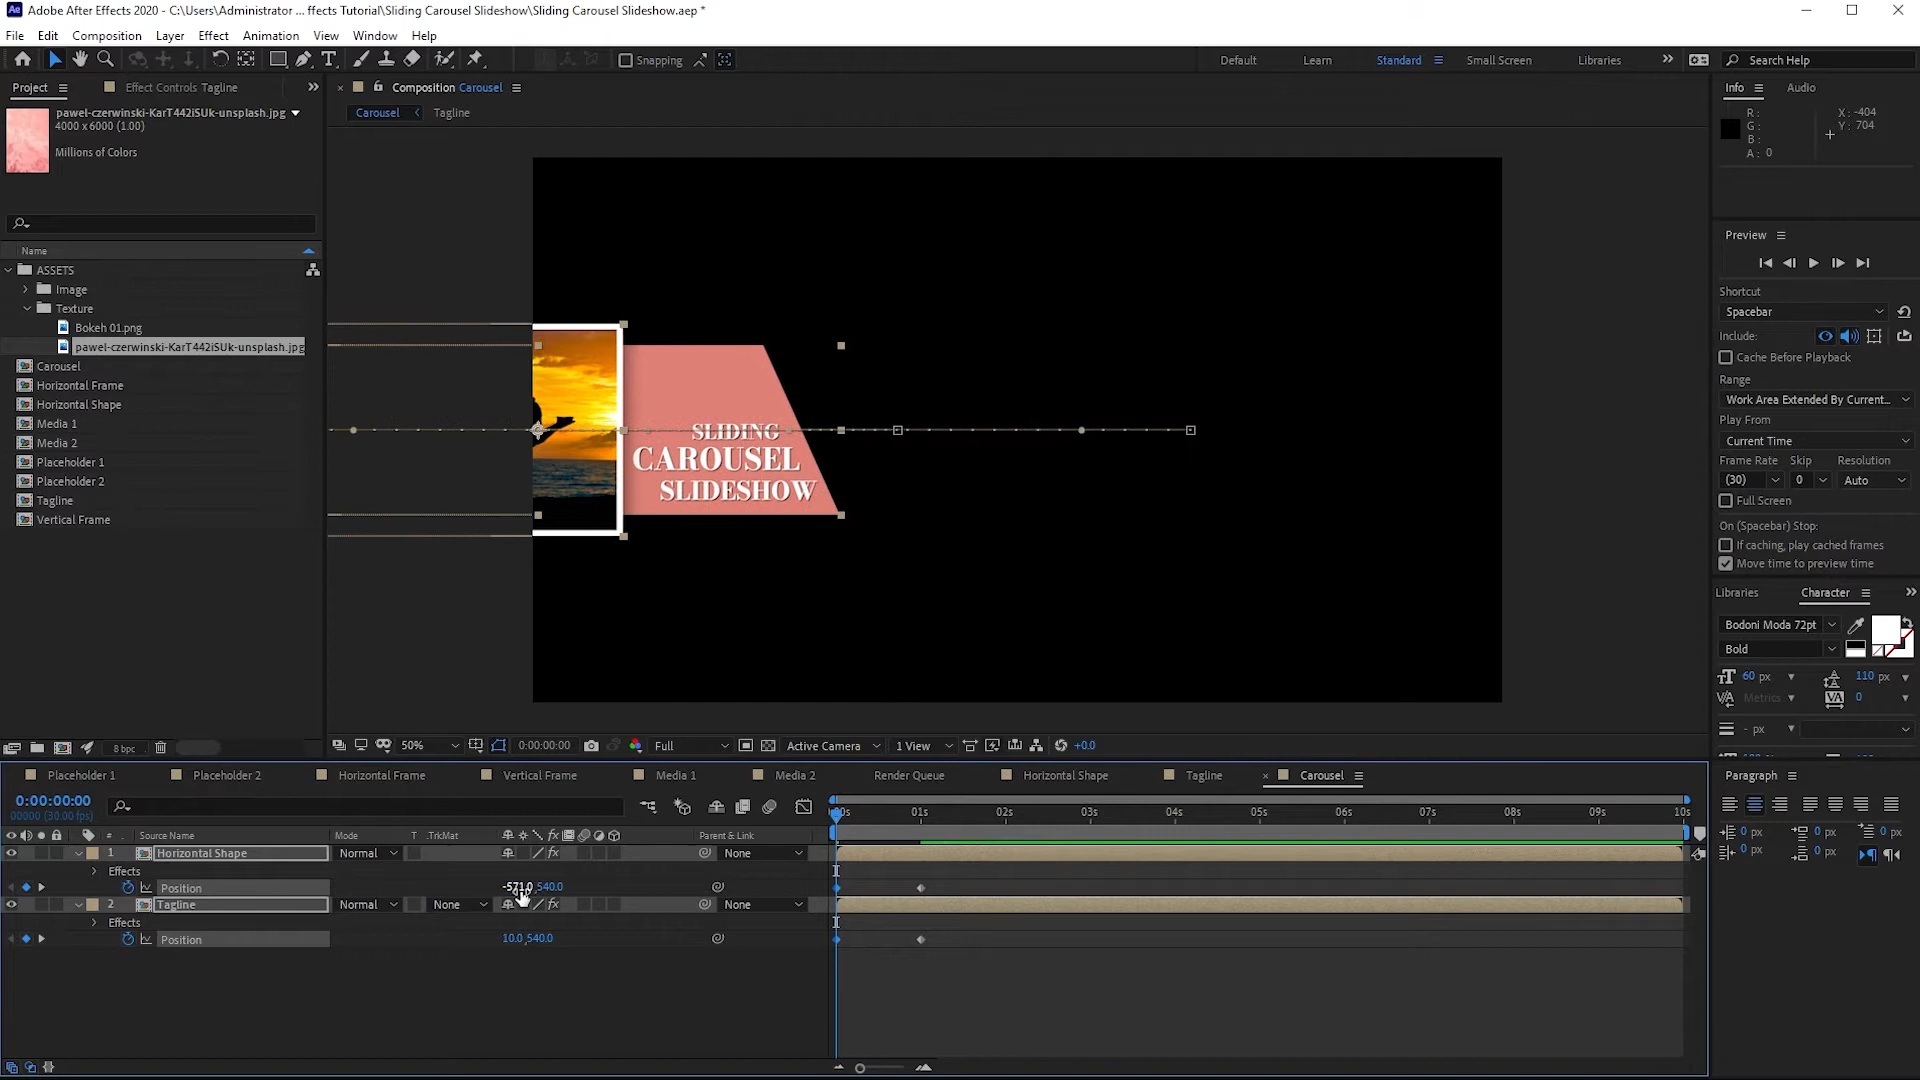 Adobe After Effects 2020 - C:\Users\Administrator ... ffects Tutorial\Sliding Carousel Slideshow\Sliding Carousel Slideshow.aep *
File Edit Composition Layer Effect Animation View Window Help
Snapping
Default Learn Standard Small Screen Libraries
Search Help
Project
Effect Controls Tagline
Composition Carousel
Info
Audio
pawel-czerwinski-KarT442iSUk-unsplash.jpg
4000 x 6000 (1.00)
Millions of Colors
Carousel
Tagline
R :
G :
B :
A : 0
X : -404
Y : 704
Name
ASSETS
Image
Texture
Bokeh 01.png
pawel-czerwinski-KarT442iSUk-unsplash.jpg
Carousel
Horizontal Frame
Horizontal Shape
Media 1
Media 2
Placeholder 1
Placeholder 2
Tagline
Vertical Frame
SLIDING
CAROUSEL
SLIDESHOW
Preview
Shortcut
Spacebar
Include:
Cache Before Playback
Range
Work Area Extended By Current...
Play From
Current Time
Frame Rate Skip Resolution
(30) 0 Auto
Full Screen
On (Spacebar) Stop:
If caching, play cached frames
Move time to preview time
Libraries
Character
Bodoni Moda 72pt
Bold
60 px 110 px
Metrics 0
- px
8 bpc
50% 0:00:00:00 Full Active Camera 1 View +0.0
Placeholder 1
Placeholder 2
Horizontal Frame
Vertical Frame
Media 1
Media 2
Render Queue
Horizontal Shape
Tagline
Carousel
Paragraph
0:00:00:00
00000 (30.00 fps)
:00s 01s 02s 03s 04s 05s 06s 07s 08s 09s 10s
# Source Name Mode T .TrkMat Parent & Link
1 Horizontal Shape Normal None
Effects
Position -571.0,540.0
2 Tagline Normal None None
Effects
Position 10.0,540.0
0 px 0 px 0 px
0 px 0 px